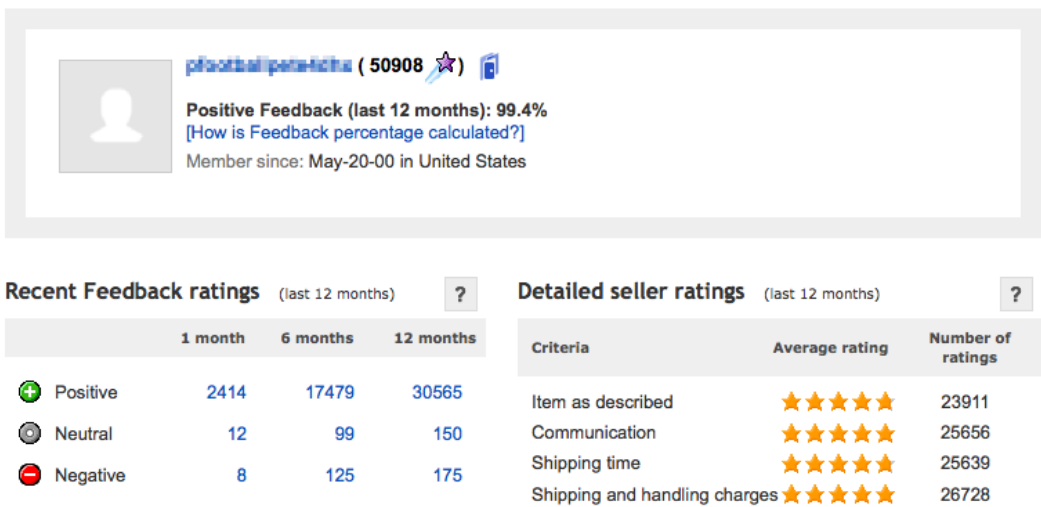 ( 50908 )
Positive Feedback (last 12 months): 99.4%
[How is Feedback percentage calculated?]
Member since: May-20-00 in United States
Recent Feedback ratings (last 12 months) ?
1 month 6 months 12 months
Positive 2414 17479 30565
Neutral 12 99 150
Negative 8 125 175
Detailed seller ratings (last 12 months) ?
Criteria Average rating Number of ratings
Item as described 23911
Communication 25656
Shipping time 25639
Shipping and handling charges 26728